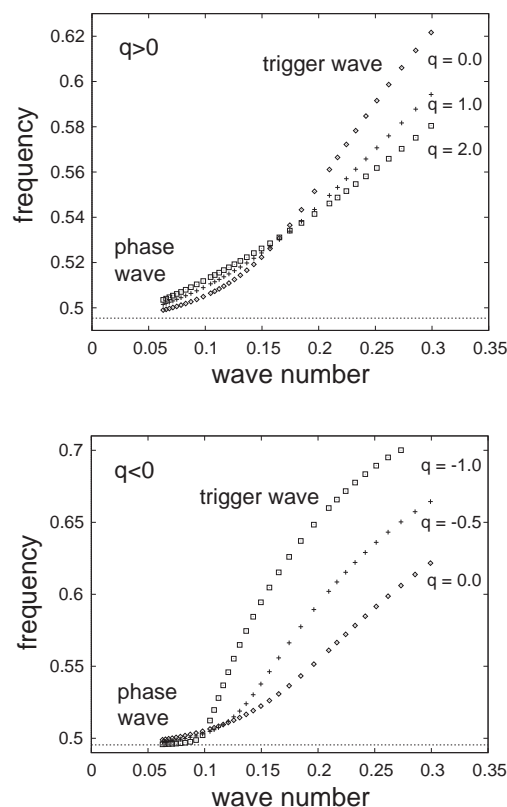 0.62
q>0
trigger wave
q = 0.0
0.6
q = 1.0
0.58
q = 2.0
0.56
frequency
0.54
phase
wave
0.52
0.5
0 0.05 0.1 0.15 0.2 0.25 0.3 0.35
wave number
0.7
q<0
q = -1.0
trigger wave
q = -0.5
0.65
0.6
q = 0.0
frequency
0.55
phase
wave
0.5
0 0.05 0.1 0.15 0.2 0.25 0.3 0.35
wave number